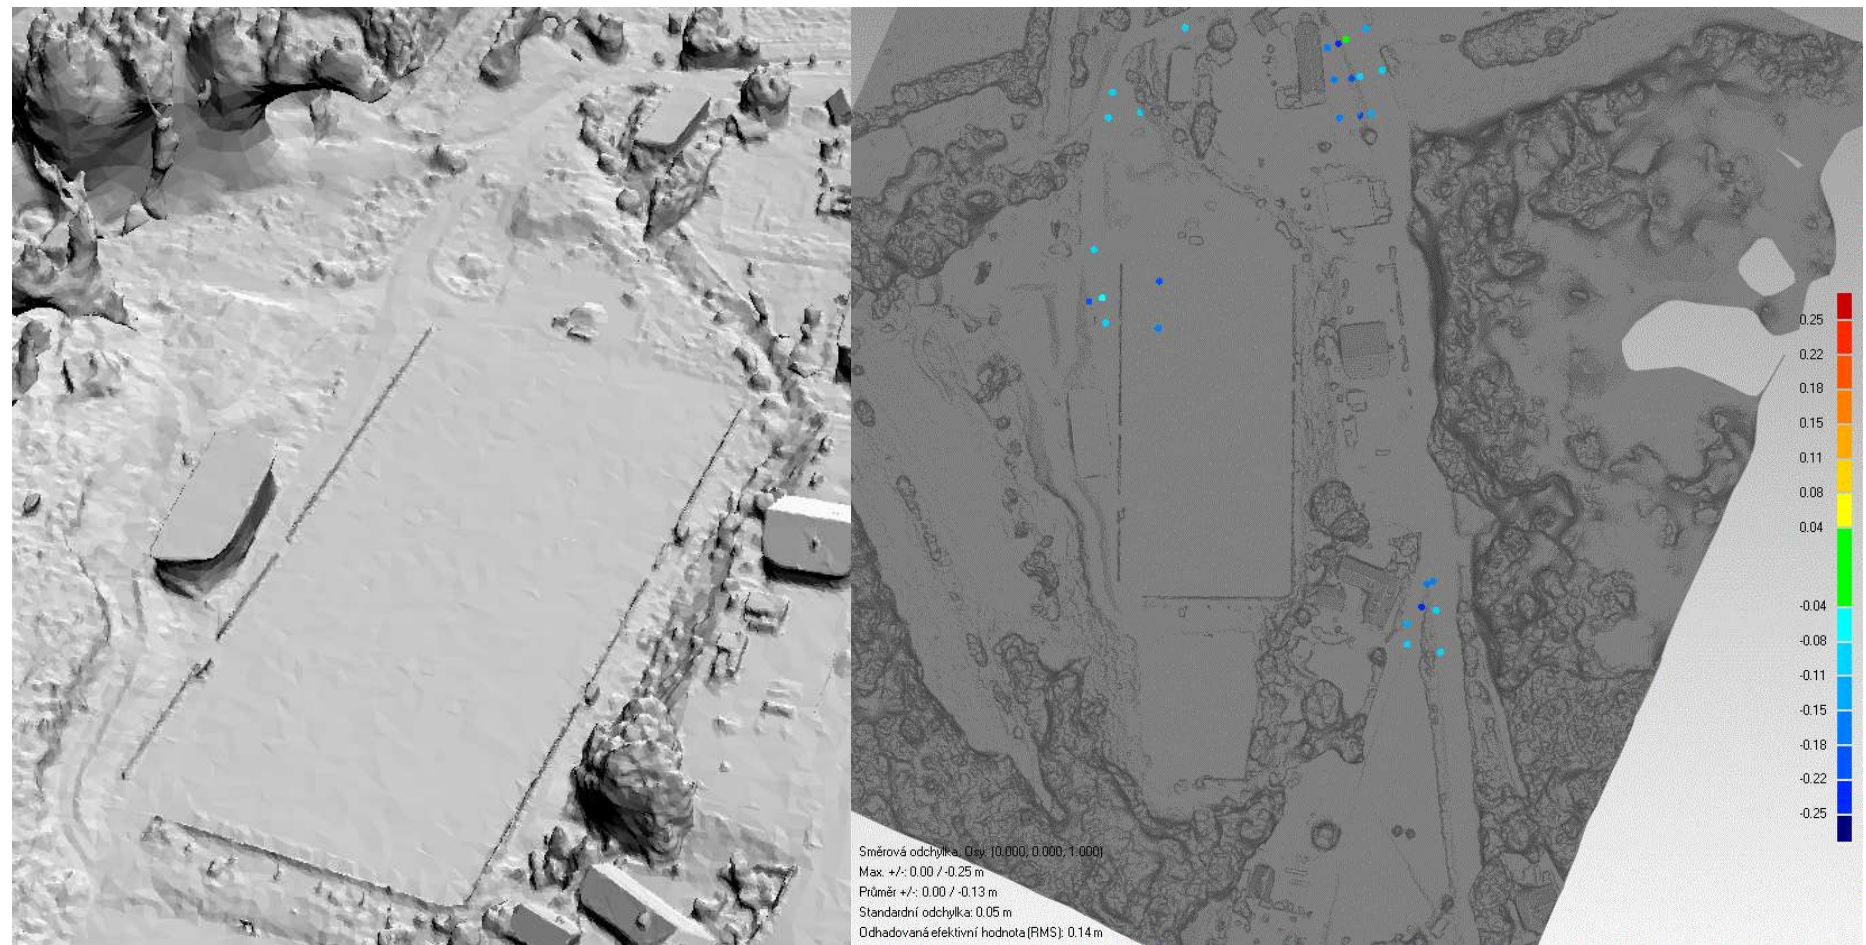 0.25
0.22
0.18
0.15
0.11
0.08
0.04
-0.04
-0.08
-0.11
-0.15
-0.18
-0.22
-0.25
Směrová odchylka, Osy: [0.000; 0.000; 1.000]
Max. +/-: 0.00 / -0.25 m
Průměr +/-: 0.00 / -0.13 m
Standardní odchylka: 0.05 m
Odhadovaná efektivní hodnota (RMS): 0.14 m